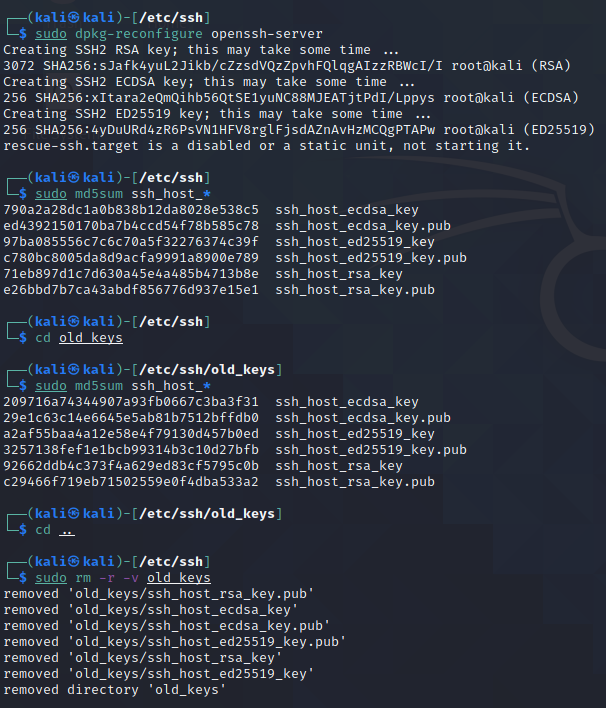 ┌──(kali㉿kali)-[/etc/ssh]
└─$ sudo dpkg-reconfigure openssh-server
Creating SSH2 RSA key; this may take some time ...
3072 SHA256:sJafk4yuL2Jikb/cZzsdVQzZpvhFQlqgAIzzRBWcI/I root@kali (RSA)
Creating SSH2 ECDSA key; this may take some time ...
256 SHA256:xItara2eQmQihb56QtSE1yuNC88MJEATjtPdI/Lppys root@kali (ECDSA)
Creating SSH2 ED25519 key; this may take some time ...
256 SHA256:4yDuURd4zR6PsVN1HFV8rglFjsdAZnAvHzMCQgPTAPw root@kali (ED25519)
rescue-ssh.target is a disabled or a static unit, not starting it.
┌──(kali㉿kali)-[/etc/ssh]
└─$ sudo md5sum ssh_host_*
790a2a28dc1a0b838b12da8028e538c5  ssh_host_ecdsa_key
ed4392150170ba7b4ccd54f78b585c78  ssh_host_ecdsa_key.pub
97ba085556c7c6c70a5f32276374c39f  ssh_host_ed25519_key
c780bc8005da8d9acfa9991a8900e789  ssh_host_ed25519_key.pub
71eb897d1c7d630a45e4a485b4713b8e  ssh_host_rsa_key
e26bbd7b7ca43abdf856776d937e15e1  ssh_host_rsa_key.pub
┌──(kali㉿kali)-[/etc/ssh]
└─$ cd old_keys
┌──(kali㉿kali)-[/etc/ssh/old_keys]
└─$ sudo md5sum ssh_host_*
209716a74344907a93fb0667c3ba3f31  ssh_host_ecdsa_key
29e1c63c14e6645e5ab81b7512bffdb0  ssh_host_ecdsa_key.pub
a2af55baa4a12e58e4f79130d457b0ed  ssh_host_ed25519_key
3257138fef1e1bcb99314b3c10d27bfb  ssh_host_ed25519_key.pub
92662ddb4c373f4a629ed83cf5795c0b  ssh_host_rsa_key
c29466f719eb71502559e0f4dba533a2  ssh_host_rsa_key.pub
┌──(kali㉿kali)-[/etc/ssh/old_keys]
└─$ cd ..
┌──(kali㉿kali)-[/etc/ssh]
└─$ sudo rm -r -v old_keys
removed 'old_keys/ssh_host_rsa_key.pub'
removed 'old_keys/ssh_host_ecdsa_key'
removed 'old_keys/ssh_host_ecdsa_key.pub'
removed 'old_keys/ssh_host_ed25519_key.pub'
removed 'old_keys/ssh_host_rsa_key'
removed 'old_keys/ssh_host_ed25519_key'
removed directory 'old_keys'